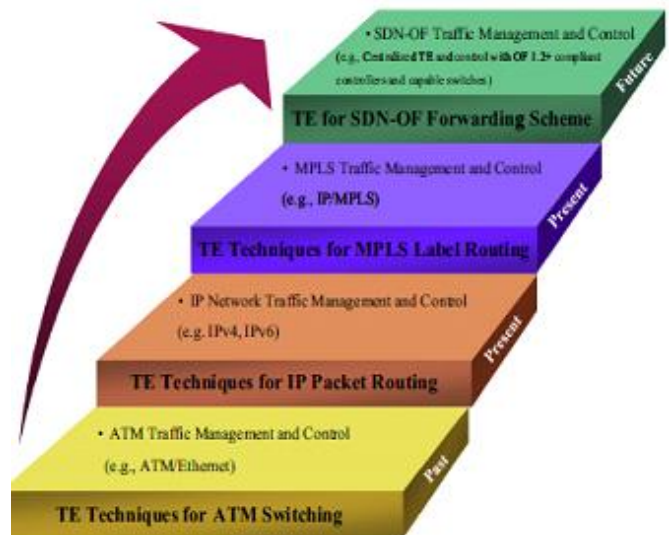 • SDN-OF Traffic Management and Control
(e.g., Centralized TE and control with OF 1.2+ compliant
controllers and capable switches)
TE for SDN-OF Forwarding Scheme
Future
• MPLS Traffic Management and Control
(e.g., IP/MPLS)
TE Techniques for MPLS Label Routing
Present
• IP Network Traffic Management and Control
(e.g. IPv4, IPv6)
TE Techniques for IP Packet Routing
Present
• ATM Traffic Management and Control
(e.g., ATM/Ethernet)
TE Techniques for ATM Switching
Past